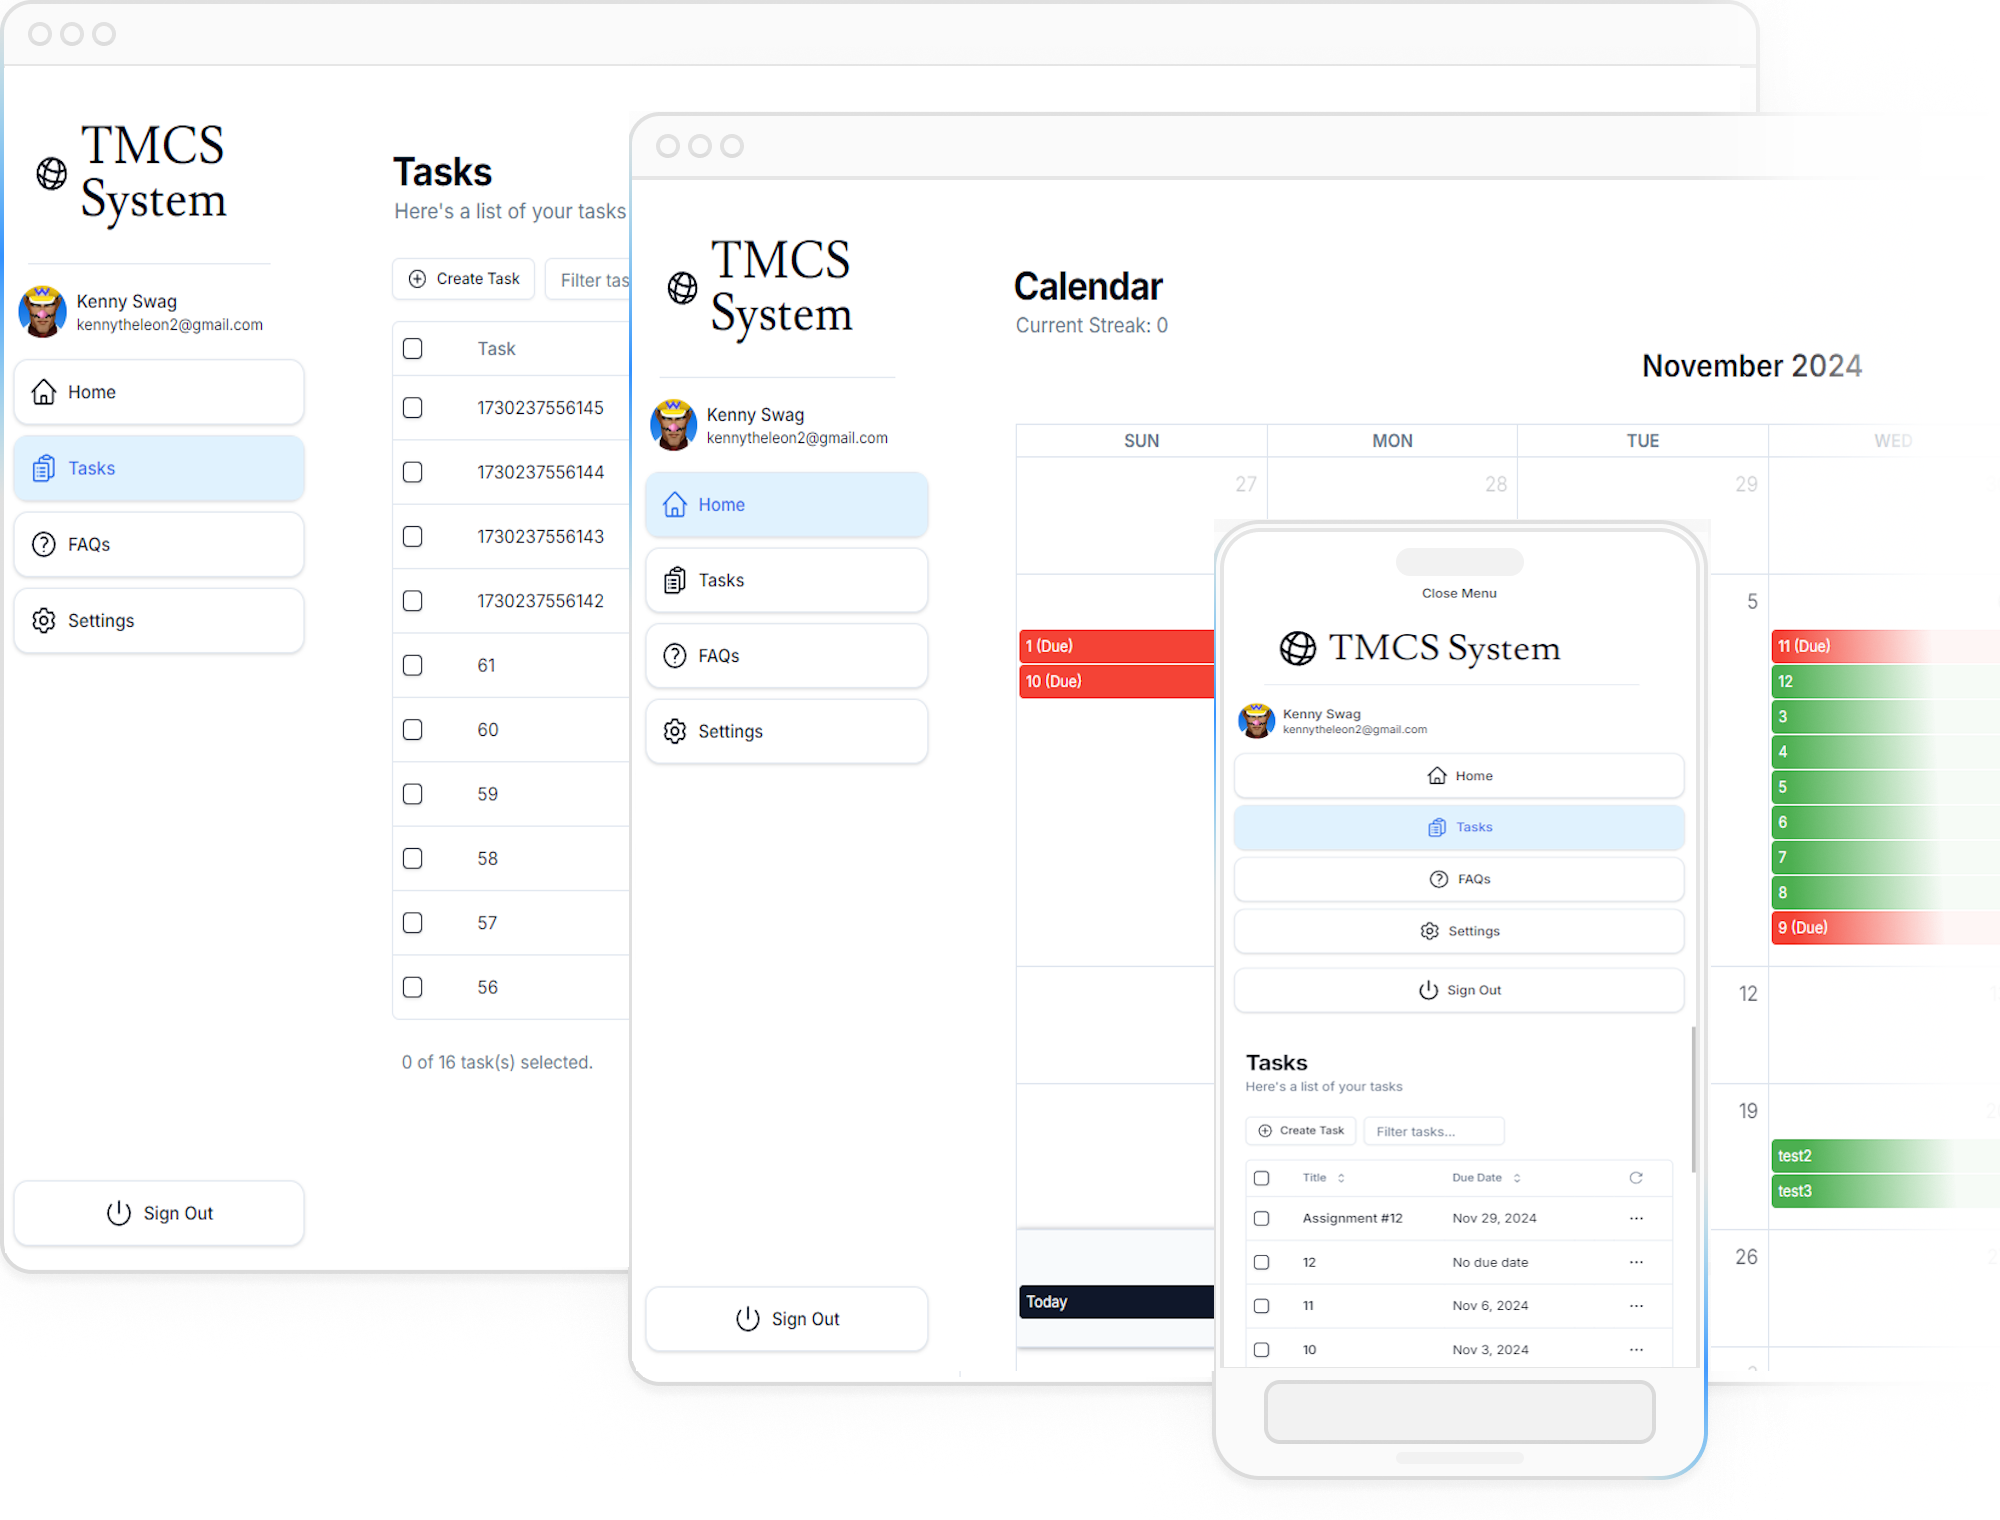 TMCS
System
Kenny Swag
kennytheleon2@gmail.com
Home
Tasks
FAQs
Settings
Sign Out
Tasks
Here's a list of your tasks
Create Task
Filter tas
Task
1730237556145
1730237556144
1730237556143
1730237556142
61
60
59
58
57
56
0 of 16 task(s) selected.
TMCS
System
Kenny Swag
kennytheleon2@gmail.com
Home
Tasks
FAQs
Settings
Sign Out
Calendar
Current Streak: 0
November 2024
SUN MON TUE WED
27 28 29
5
1 (Due)
10 (Due)
11 (Due)
12
3
4
5
6
7
8
9 (Due)
12
19
test2
test3
26
Today
Close Menu
TMCS System
Kenny Swag
kennytheleon2@gmail.com
Home
Tasks
FAQs
Settings
Sign Out
Tasks
Here's a list of your tasks
Create Task Filter tasks...
Title Due Date
Assignment #12 Nov 29, 2024 ...
12 No due date ...
11 Nov 6, 2024 ...
10 Nov 3, 2024 ...